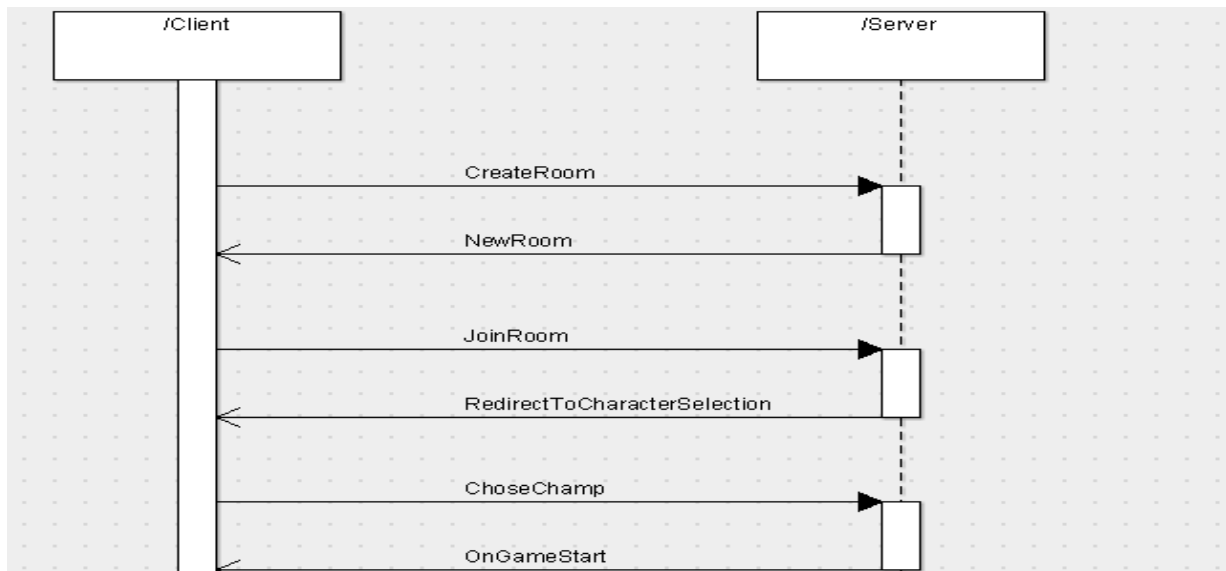 /Client
/Server
CreateRoom
NewRoom
JoinRoom
RedirectToCharacterSelection
ChoseChamp
OnGameStart